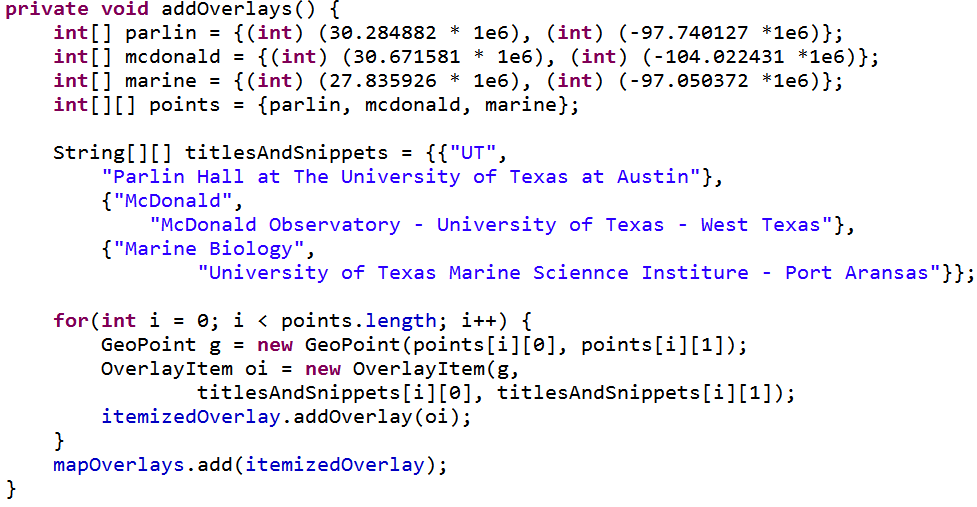 private void addOverlays() {
    int[] parlin = {(int) (30.284882 * 1e6), (int) (-97.740127 *1e6)};
    int[] mcdonald = {(int) (30.671581 * 1e6), (int) (-104.022431 *1e6)};
    int[] marine = {(int) (27.835926 * 1e6), (int) (-97.050372 *1e6)};
    int[][] points = {parlin, mcdonald, marine};

    String[][] titlesAndSnippets = {{"UT",
        "Parlin Hall at The University of Texas at Austin"},
        {"McDonald",
            "McDonald Observatory - University of Texas - West Texas"},
        {"Marine Biology",
                "University of Texas Marine Sciennce Institure - Port Aransas"}};

    for(int i = 0; i < points.length; i++) {
        GeoPoint g = new GeoPoint(points[i][0], points[i][1]);
        OverlayItem oi = new OverlayItem(g,
                titlesAndSnippets[i][0], titlesAndSnippets[i][1]);
        itemizedOverlay.addOverlay(oi);
    }
    mapOverlays.add(itemizedOverlay);
}